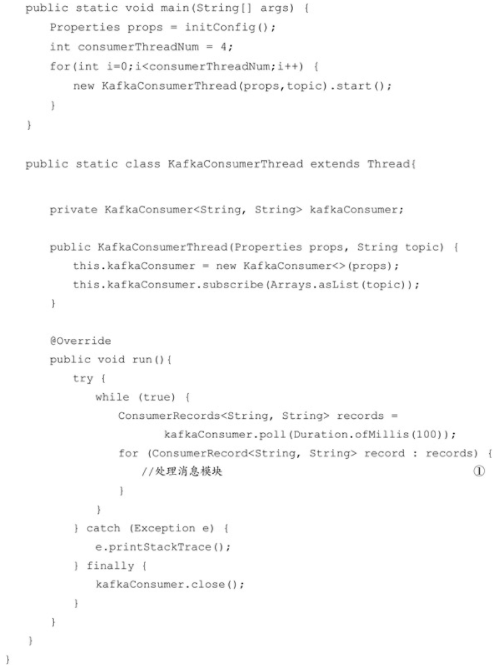 public static void main(String[] args) {
Properties props = initConfig();
int consumerThreadNum = 4;
for(int i=0;i<consumerThreadNum;i++) {
new KafkaConsumerThread(props,topic).start();
}
}
public static class KafkaConsumerThread extends Thread{
private KafkaConsumer<String, String> kafkaConsumer;
public KafkaConsumerThread(Properties props, String topic) {
this.kafkaConsumer = new KafkaConsumer<>(props);
this.kafkaConsumer.subscribe(Arrays.asList(topic));
}
@Override
public void run(){
try {
while (true) {
ConsumerRecords<String, String> records =
kafkaConsumer.poll(Duration.ofMillis(100));
for (ConsumerRecord<String, String> record : records) {
//处理消息模块 ①
}
}
} catch (Exception e) {
e.printStackTrace();
} finally {
kafkaConsumer.close();
}
}
}
}